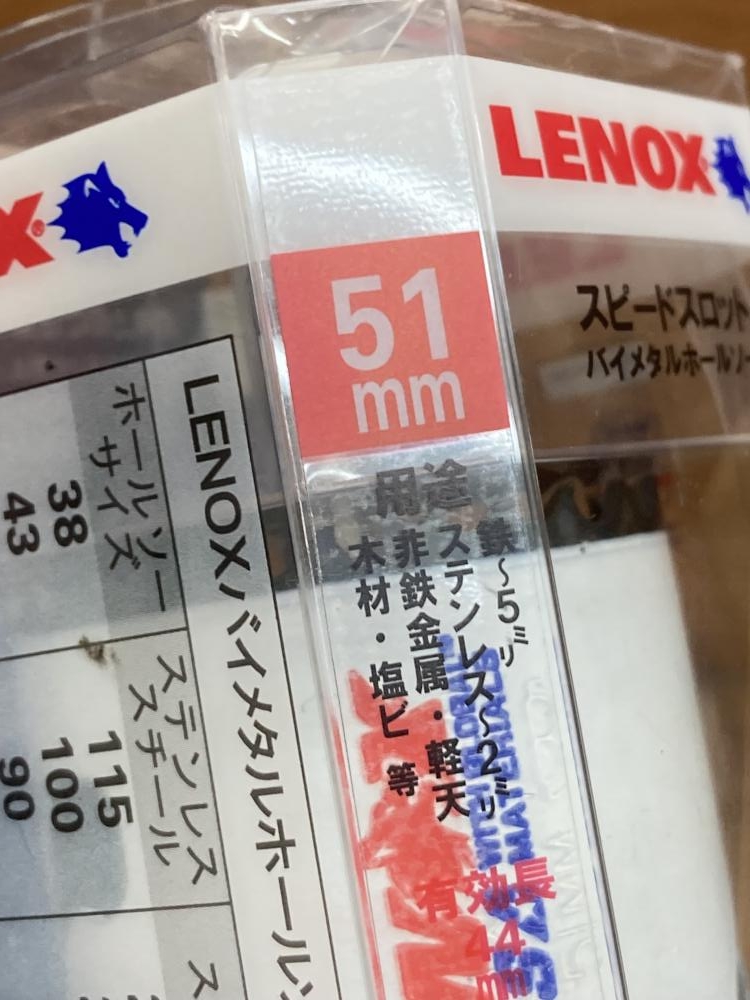 X®
LENOX
51
mm
スピードスロット
バイメタルホールソー
用途
鉄~5ミリ
ステンレス~2ミリ
非鉄金属・軽天
木材・塩ビ 等
有効長
44
mm
LENOXバイメタルホールソ
ホールソー
サイズ
38
43
ステンレス
スチール
115
100
90
ス